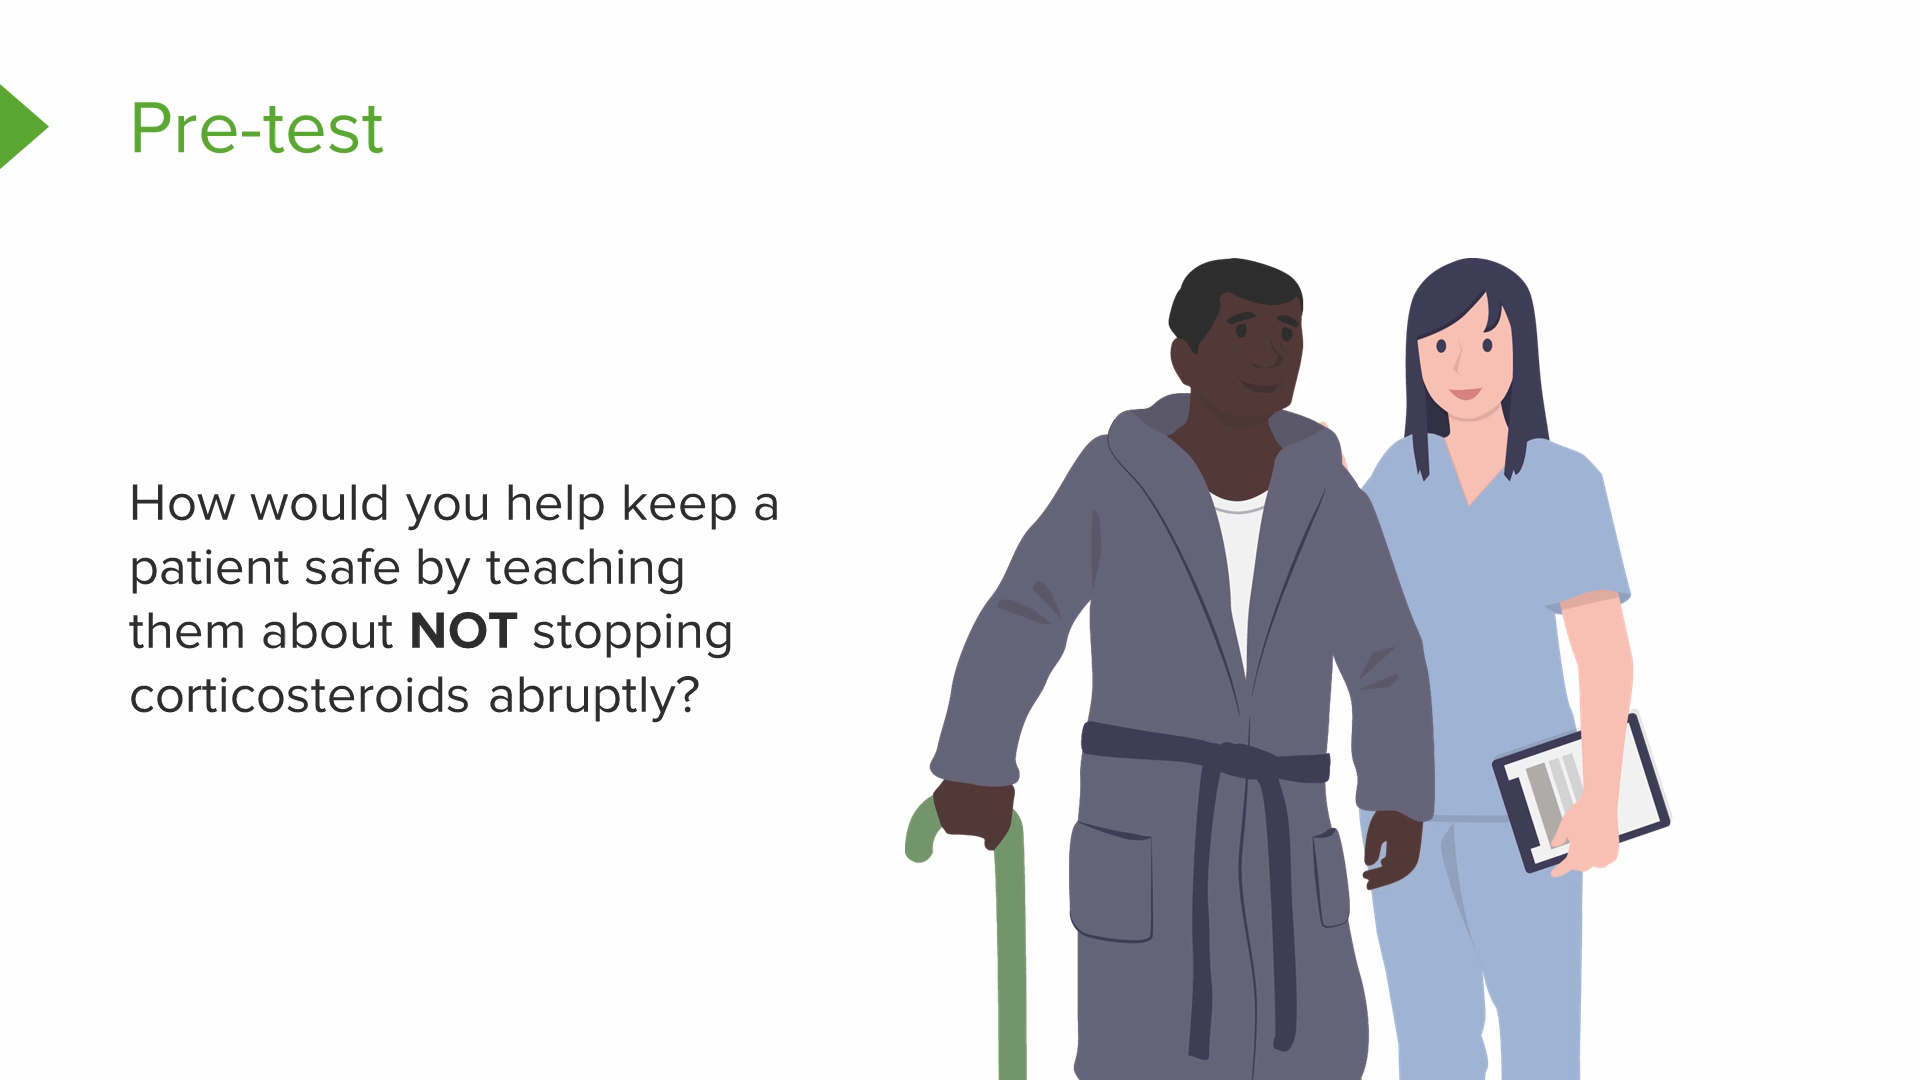 Pre-test
How would you help keep a
patient safe by teaching
them about NOT stopping
corticosteroids abruptly?